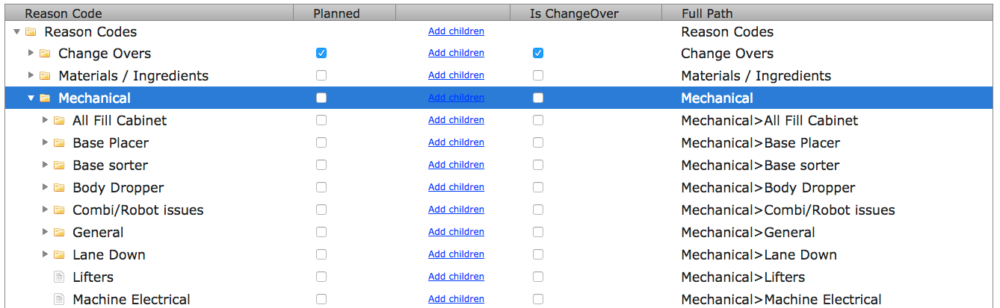 Reason Code Planned Is ChangeOver Full Path
Reason Codes Add children Reason Codes
Change Overs Add children Change Overs
Materials / Ingredients Add children Materials / Ingredients
Mechanical Add children Mechanical
All Fill Cabinet Add children Mechanical>All Fill Cabinet
Base Placer Add children Mechanical>Base Placer
Base sorter Add children Mechanical>Base sorter
Body Dropper Add children Mechanical>Body Dropper
Combi/Robot issues Add children Mechanical>Combi/Robot issues
General Add children Mechanical>General
Lane Down Add children Mechanical>Lane Down
Lifters Add children Mechanical>Lifters
Machine Electrical Add children Mechanical>Machine Electrical